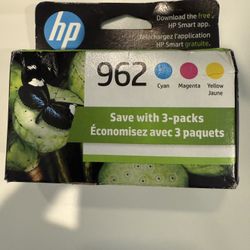 Download the free
HP Smart app
Téléchargez l'appli
HP Smart gratuite.
hp
962
Cyan
Magenta
Yellow
Jaune
Save with 3-packs
Économisez avec 3 paquets